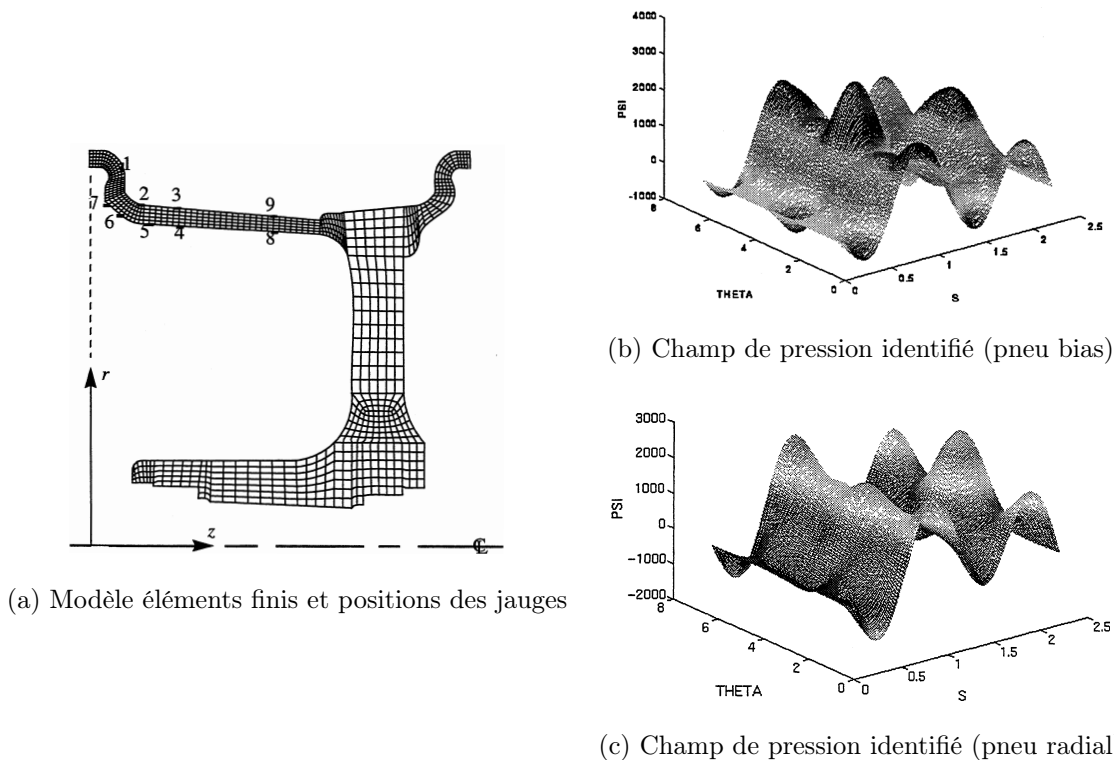 1
2 3 9
7
6 5 4 8
r
z
℄
(a) Modèle éléments finis et positions des jauges
4000
3000
2000
1000
0
-1000
PSI
8
6
4
2
0
THETA
0
0.5
1
1.5
2
2.5
S
(b) Champ de pression identifié (pneu bias)
3000
2000
1000
0
-1000
-2000
PSI
8
6
4
2
0
THETA
0
0.5
1
1.5
2
2.5
S
(c) Champ de pression identifié (pneu radial